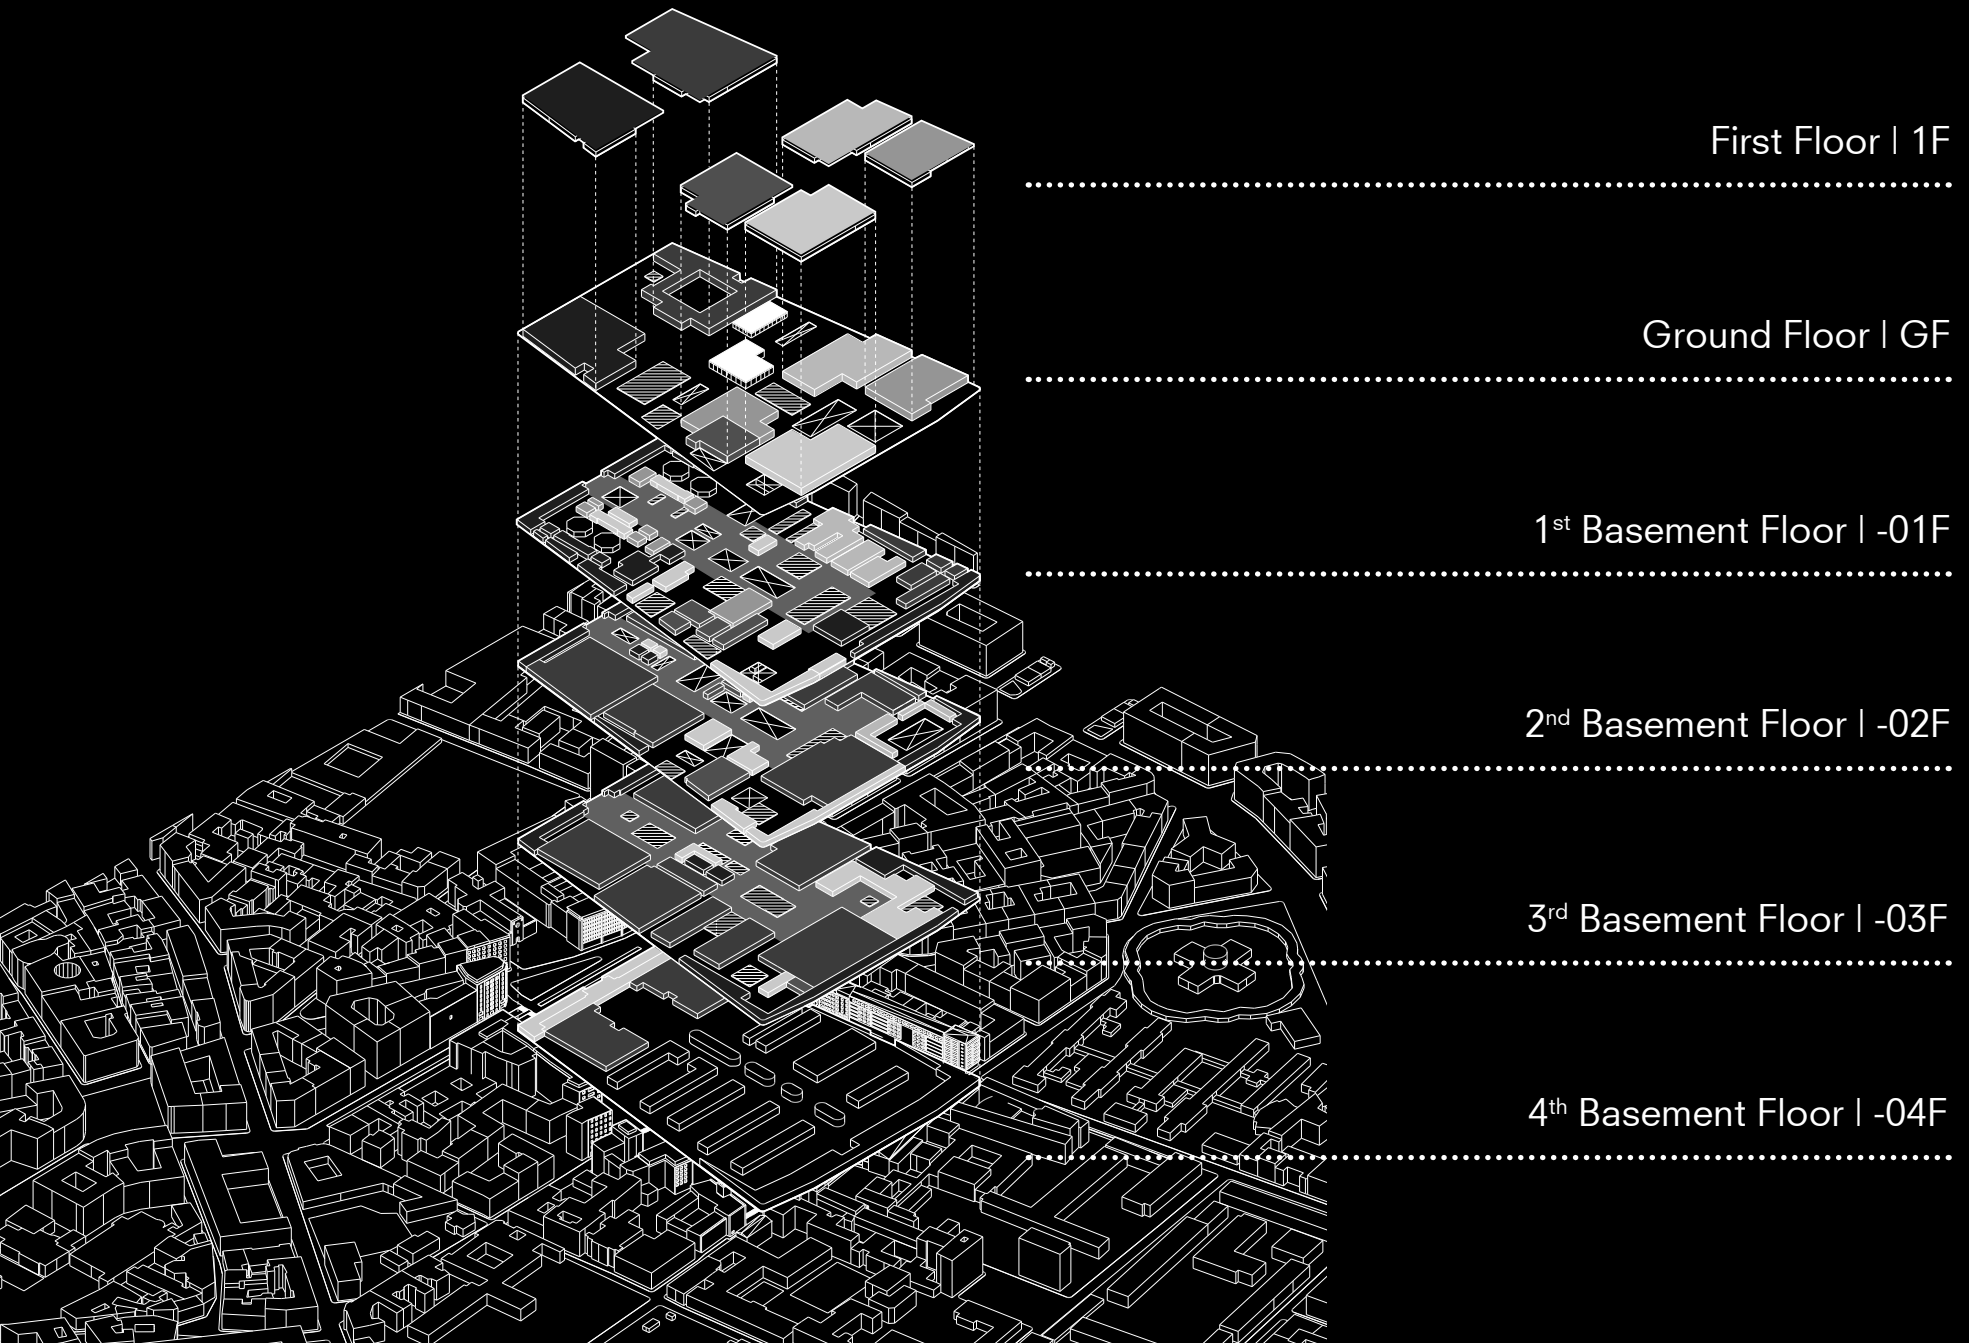 First Floor | 1F
Ground Floor | GF
1st Basement Floor | -01F
2nd Basement Floor | -02F
3rd Basement Floor | -03F
4th Basement Floor | -04F